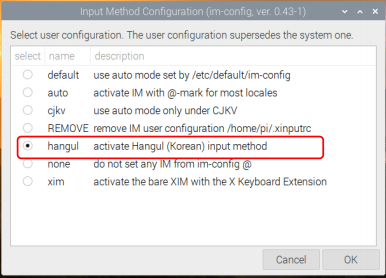 Input Method Configuration (im-config, ver. 0.43-1)
Select user configuration. The user configuration supersedes the system one.
select name description
default use auto mode set by /etc/default/im-config
auto activate IM with @-mark for most locales
cjkv use auto mode only under CJKV
REMOVE remove IM user configuration /home/pi/.xinputrc
hangul activate Hangul (Korean) input method
none do not set any IM from im-config @
xim activate the bare XIM with the X Keyboard Extension
Cancel OK